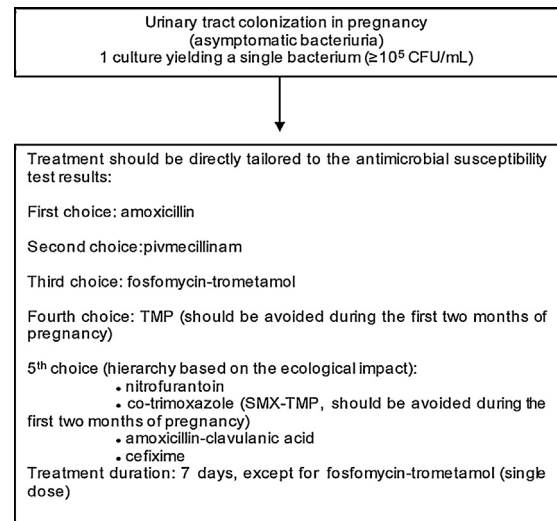 Urinary tract colonization in pregnancy
(asymptomatic bacteriuria)
1 culture yielding a single bacterium (≥10⁵ CFU/mL)
Treatment should be directly tailored to the antimicrobial susceptibility
test results:
First choice: amoxicillin
Second choice:pivmecillinam
Third choice: fosfomycin-trometamol
Fourth choice: TMP (should be avoided during the first two months of
pregnancy)
5th choice (hierarchy based on the ecological impact):
• nitrofurantoin
• co-trimoxazole (SMX-TMP, should be avoided during the
first two months of pregnancy)
• amoxicillin-clavulanic acid
• cefixime
Treatment duration: 7 days, except for fosfomycin-trometamol (single
dose)